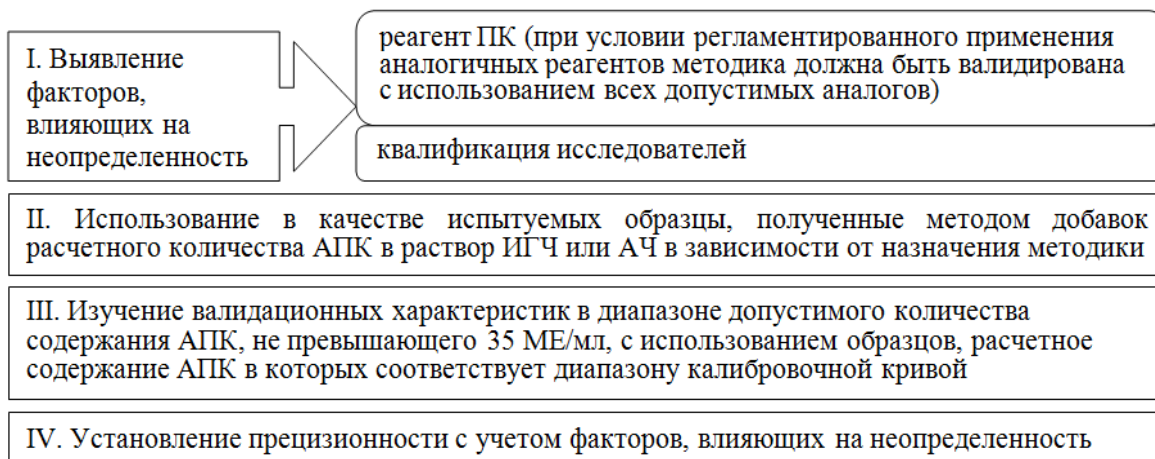 I. Выявление
факторов,
влияющих на
неопределенность
реагент ПК (при условии регламентированного применения
аналогичных реагентов методика должна быть валидирована
с использованием всех допустимых аналогов)
квалификация исследователей
II. Использование в качестве испытуемых образцы, полученные методом добавок
расчетного количества АПК в раствор ИГЧ или АЧ в зависимости от назначения методики
III. Изучение валидационных характеристик в диапазоне допустимого количества
содержания АПК, не превышающего 35 МЕ/мл, с использованием образцов, расчетное
содержание АПК в которых соответствует диапазону калибровочной кривой
IV. Установление прецизионности с учетом факторов, влияющих на неопределенность